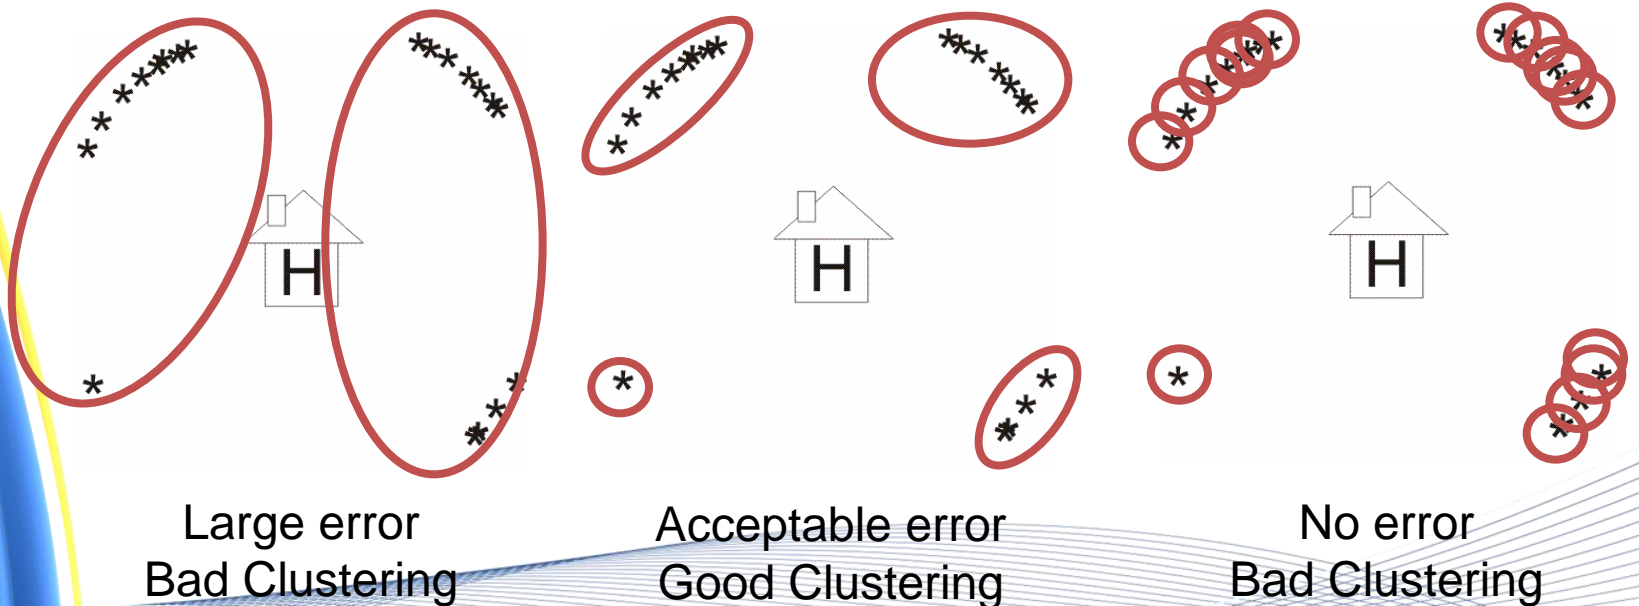 H
H
H
Large error
Bad Clustering
Acceptable error
Good Clustering
No error
Bad Clustering